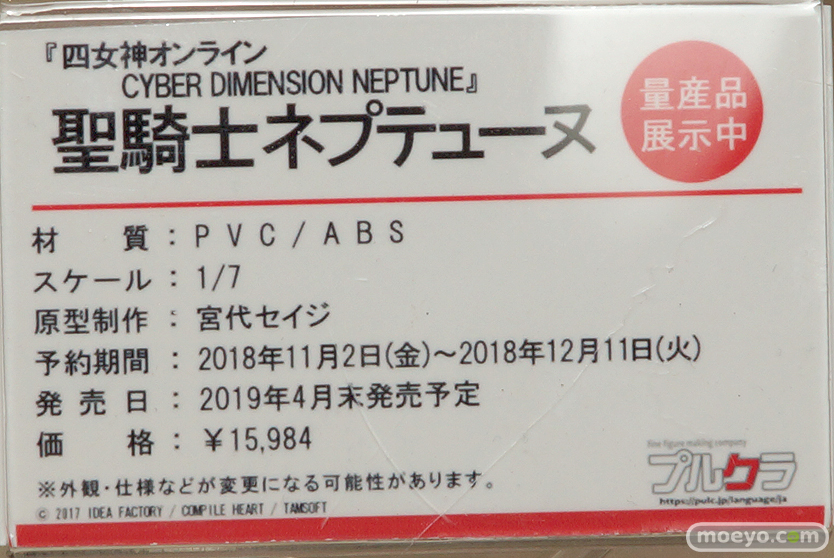 『四女神オンライン
CYBER DIMENSION NEPTUNE』
聖騎士ネプテューヌ
量産品
展示中
材　　質：PVC/ABS
スケール：1/7
原型制作：宮代セイジ
予約期間：2018年11月2日(金)～2018年12月11日(火)
発 売 日：2019年4月末発売予定
価　　格：￥15,984
※外観・仕様などが変更になる可能性があります。
© 2017 IDEA FACTORY / COMPILE HEART / TAMSOFT
figure making company
プルクラ
https://pulc.jp/language/ja
moeyo.com